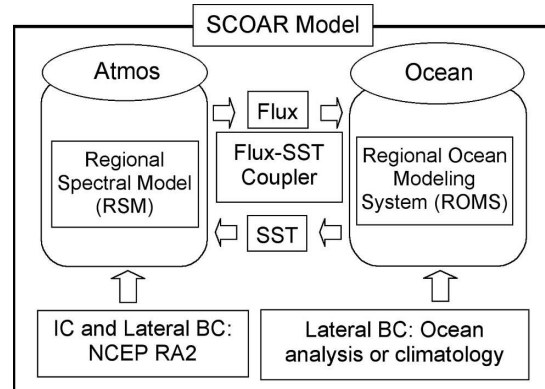 SCOAR Model
Atmos
Ocean
Flux
Flux-SST
Coupler
SST
Regional
Spectral Model
(RSM)
Regional Ocean
Modeling
System (ROMS)
IC and Lateral BC:
NCEP RA2
Lateral BC: Ocean
analysis or climatology